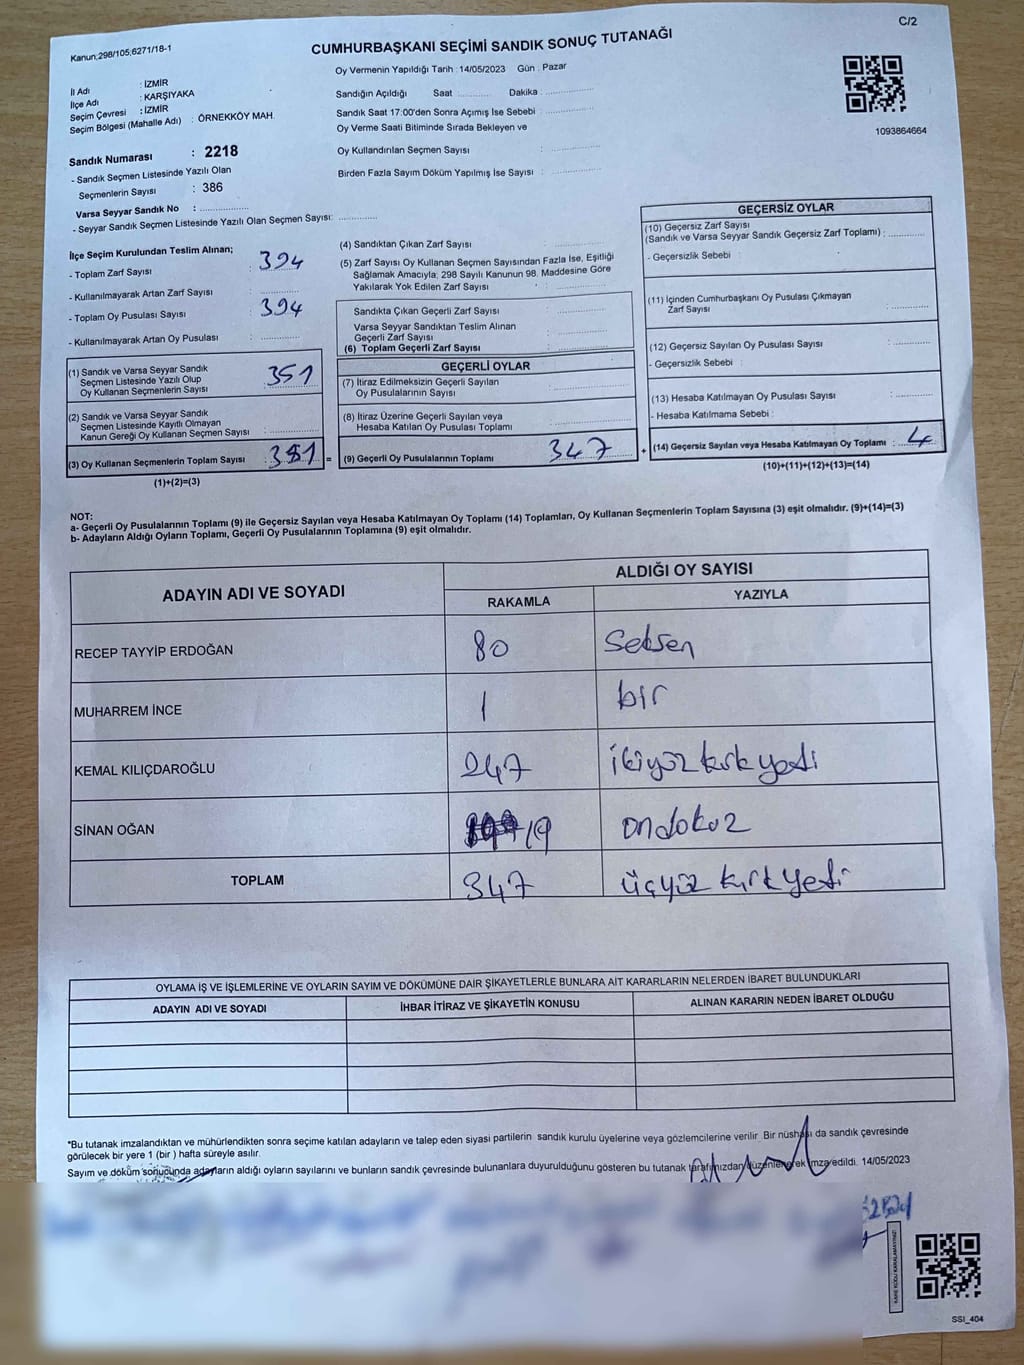 C/2
Kanun;298/105,6271/18-1
CUMHURBAŞKANI SEÇİMİ SANDIK SONUÇ TUTANAĞI
İl Adı : İZMİR
İlçe Adı : KARŞIYAKA
Seçim Çevresi : İZMİR
Seçim Bölgesi (Mahalle Adı) : ÖRNEKKÖY MAH.
Sandık Numarası : 2218
- Sandık Seçmen Listesinde Yazılı Olan
Seçmenlerin Sayısı : 386
Varsa Seyyar Sandık No :
- Seyyar Sandık Seçmen Listesinde Yazılı Olan Seçmen Sayısı:
Oy Vermenin Yapıldığı Tarih : 14/05/2023 Gün : Pazar
Sandığın Açıldığı Saat Dakika :
Sandık Saat 17:00'den Sonra Açımış İse Sebebi :
Oy Verme Saati Bitiminde Sırada Bekleyen ve
Oy Kullandırılan Seçmen Sayısı :
Birden Fazla Sayım Döküm Yapılmış İse Sayısı :
1093864664
İlçe Seçim Kurulundan Teslim Alınan;
- Toplam Zarf Sayısı : 394
- Kullanılmayarak Artan Zarf Sayısı :
- Toplam Oy Pusulası Sayısı : 394
- Kullanılmayarak Artan Oy Pusulası :
(1) Sandık ve Varsa Seyyar Sandık
Seçmen Listesinde Yazılı Olup
Oy Kullanan Seçmenlerin Sayısı : 351
(2) Sandık ve Varsa Seyyar Sandık
Seçmen Listesinde Kayıtlı Olmayan
Kanun Gereği Oy Kullanan Seçmen Sayısı :
(3) Oy Kullanan Seçmenlerin Toplam Sayısı : 351 =
(1)+(2)=(3)
(4) Sandıktan Çıkan Zarf Sayısı :
(5) Zarf Sayısı Oy Kullanan Seçmen Sayısından Fazla İse, Eşitliği
Sağlamak Amacıyla; 298 Sayılı Kanunun 98. Maddesine Göre
Yakılarak Yok Edilen Zarf Sayısı :
Sandıkta Çıkan Geçerli Zarf Sayısı :
Varsa Seyyar Sandıktan Teslim Alınan
Geçerli Zarf Sayısı :
(6) Toplam Geçerli Zarf Sayısı :
GEÇERLİ OYLAR
(7) İtiraz Edilmeksizin Geçerli Sayılan
Oy Pusulalarının Sayısı :
(8) İtiraz Üzerine Geçerli Sayılan veya
Hesaba Katılan Oy Pusulası Toplamı :
(9) Geçerli Oy Pusulalarının Toplamı : 347 +
GEÇERSİZ OYLAR
(10) Geçersiz Zarf Sayısı
(Sandık ve Varsa Seyyar Sandık Geçersiz Zarf Toplamı) :
- Geçersizlik Sebebi :
(11) İçinden Cumhurbaşkanı Oy Pusulası Çıkmayan
Zarf Sayısı :
(12) Geçersiz Sayılan Oy Pusulası Sayısı :
- Geçersizlik Sebebi :
(13) Hesaba Katılmayan Oy Pusulası Sayısı :
- Hesaba Katılmama Sebebi :
(14) Geçersiz Sayılan veya Hesaba Katılmayan Oy Toplamı : 4
(10)+(11)+(12)+(13)=(14)
NOT:
a- Geçerli Oy Pusulalarının Toplamı (9) ile Geçersiz Sayılan veya Hesaba Katılmayan Oy Toplamı (14) Toplamları, Oy Kullanan Seçmenlerin Toplam Sayısına (3) eşit olmalıdır. (9)+(14)=(3)
b- Adayların Aldığı Oyların Toplamı, Geçerli Oy Pusulalarının Toplamına (9) eşit olmalıdır.
ADAYIN ADI VE SOYADI ALDIĞI OY SAYISI
RAKAMLA YAZIYLA
RECEP TAYYİP ERDOĞAN 80 Seksen
MUHARREM İNCE 1 bir
KEMAL KILIÇDAROĞLU 247 ikiyüz kırk yedi
SİNAN OĞAN 19 ondokuz
TOPLAM 347 üçyüz kırk yedi
OYLAMA İŞ VE İŞLEMLERİNE VE OYLARIN SAYIM VE DÖKÜMÜNE DAİR ŞİKAYETLERLE BUNLARA AİT KARARLARIN NELERDEN İBARET BULUNDUKLARI
ADAYIN ADI VE SOYADI İHBAR İTİRAZ VE ŞİKAYETİN KONUSU ALINAN KARARIN NEDEN İBARET OLDUĞU
*Bu tutanak imzalandıktan ve mühürlendikten sonra seçime katılan adayların ve talep eden siyasi partilerin sandık kurulu üyelerine veya gözlemcilerine verilir. Bir nüshası da sandık çevresinde
görülecek bir yere 1 (bir ) hafta süreyle asılır.
Sayım ve döküm sonucunda adayların aldığı oyların sayılarını ve bunların sandık çevresinde bulunanlara duyurulduğunu gösteren bu tutanak tarafımızdan düzenlenerek imza edildi. 14/05/2023
SSI_404